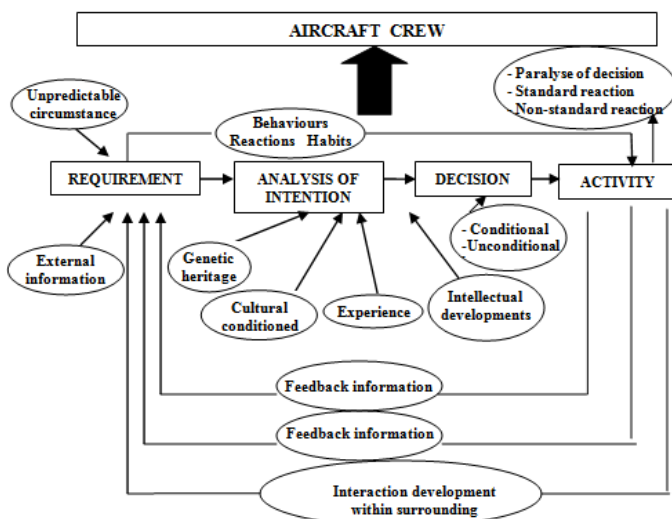 AIRCRAFT CREW
Unpredictable
circumstance
- Paralyse of decision
- Standard reaction
- Non-standard reaction
Behaviours
Reactions Habits
REQUIREMENT
ANALYSIS OF
INTENTION
DECISION
ACTIVITY
External
information
Genetic
heritage
Cultural
conditioned
Experience
Intellectual
developments
- Conditional
-Unconditional
-
Feedback information
Feedback information
Interaction development
within surrounding